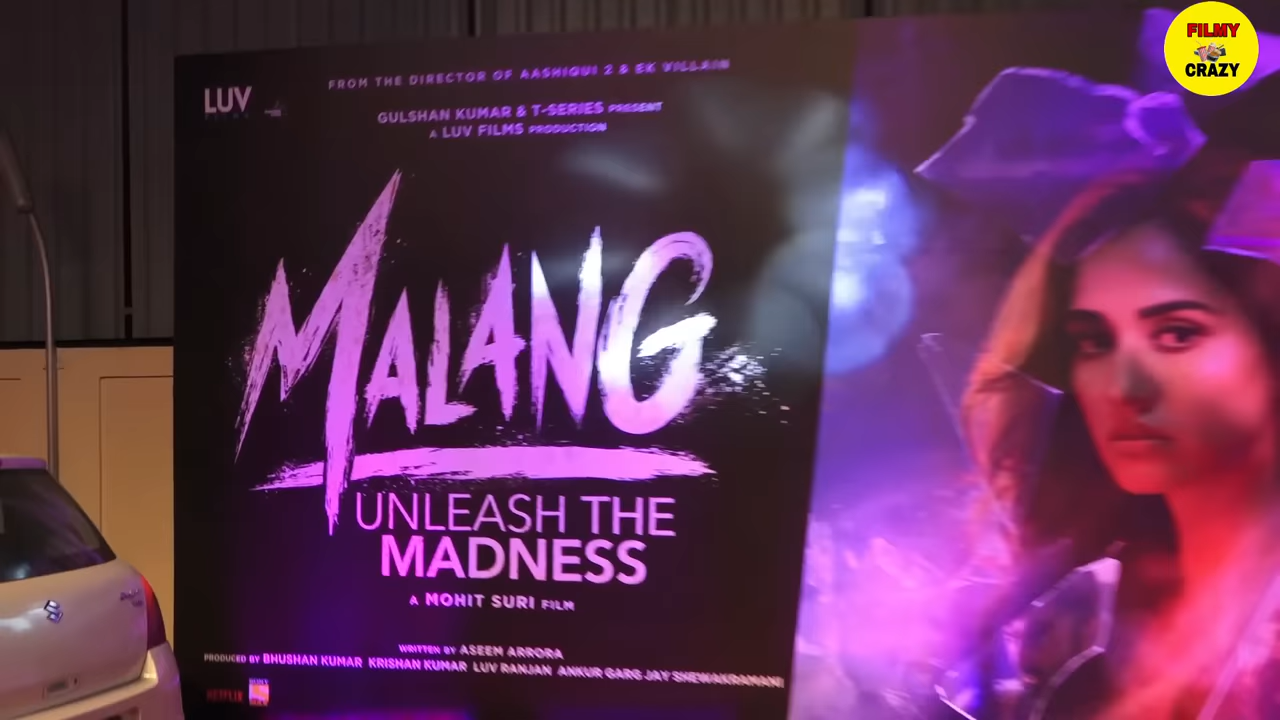 FILMY
CRAZY
LUV
FROM THE DIRECTOR OF AASHIQUI 2 & EK VILLAIN
GULSHAN KUMAR & T-SERIES PRESENT
A LUV FILMS PRODUCTION
MALANG
UNLEASH THE
MADNESS
A MOHIT SURI FILM
WRITTEN BY ASEEM ARRORA
PRODUCED BY BHUSHAN KUMAR KRISHAN KUMAR LUV RANJAN ANKUR GARG JAY SHEWAKRAMANI
NETFLIX
SONY